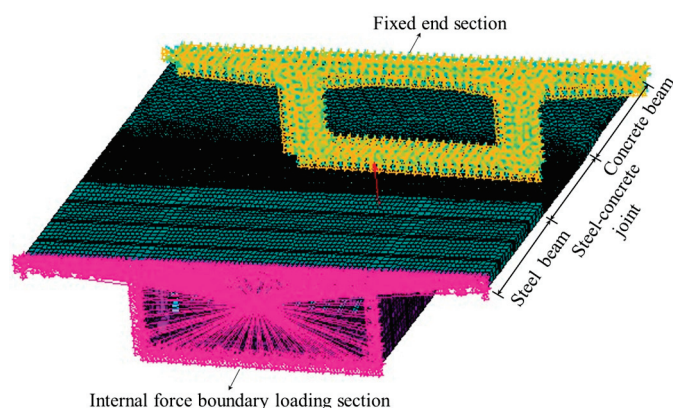 Fixed end section
Concrete beam
Steel-concrete
joint
Steel beam
Internal force boundary loading section